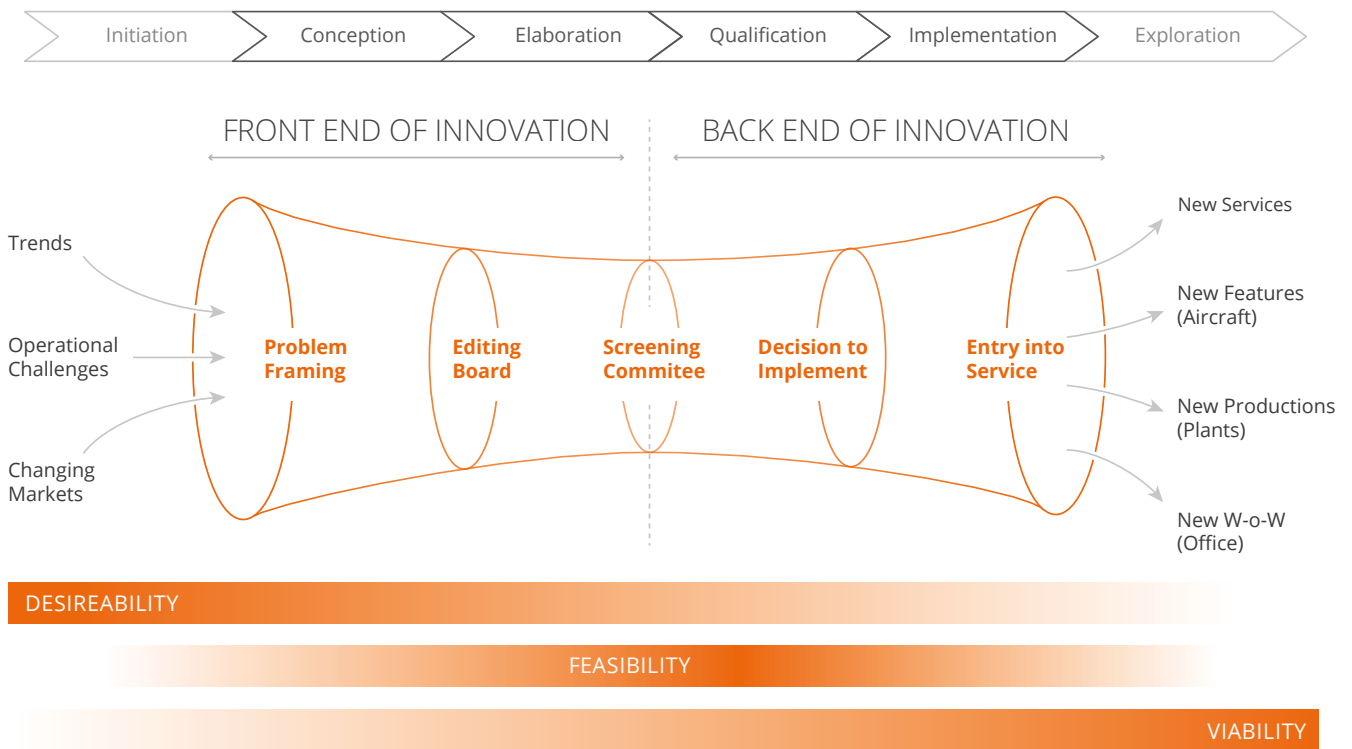 Initiation
Conception
Elaboration
Qualification
Implementation
Exploration
FRONT END OF INNOVATION
BACK END OF INNOVATION
Trends
Operational
Challenges
Changing
Markets
Problem
Framing
Editing
Board
Screening
Commitee
Decision to
Implement
Entry into
Service
New Services
New Features
(Aircraft)
New Productions
(Plants)
New W-o-W
(Office)
DESIREABILITY
FEASIBILITY
VIABILITY